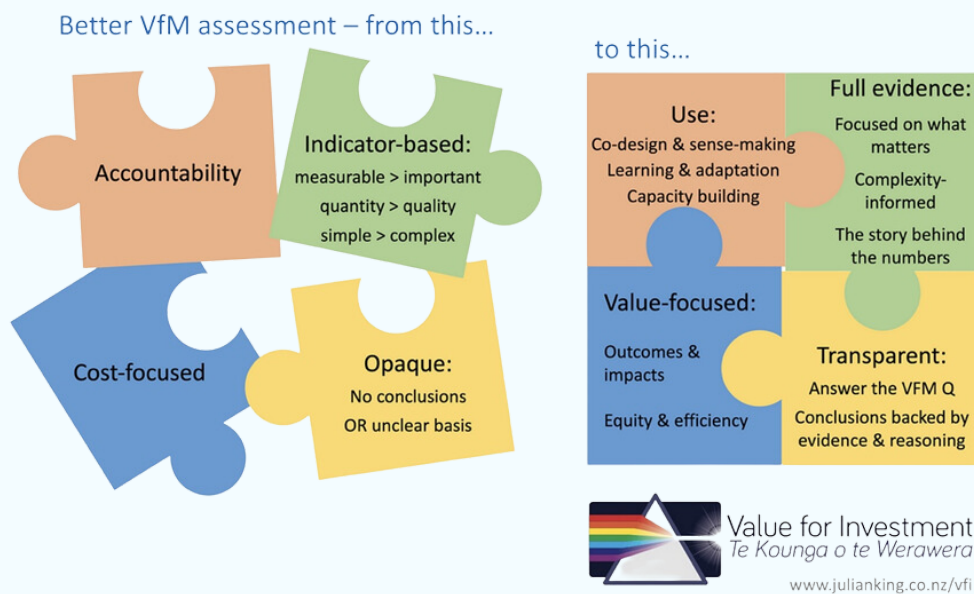 Better VfM assessment – from this...
Accountability
Indicator-based:
measurable > important
quantity > quality
simple > complex
Cost-focused
Opaque:
No conclusions
OR unclear basis
to this...
Use:
Co-design & sense-making
Learning & adaptation
Capacity building
Full evidence:
Focused on what
matters
Complexity-
informed
The story behind
the numbers
Value-focused:
Outcomes &
impacts
Equity & efficiency
Transparent:
Answer the VFM Q
Conclusions backed by
evidence & reasoning
Value for Investment
Te Kounga o te Werawera
www.julianking.co.nz/vfi